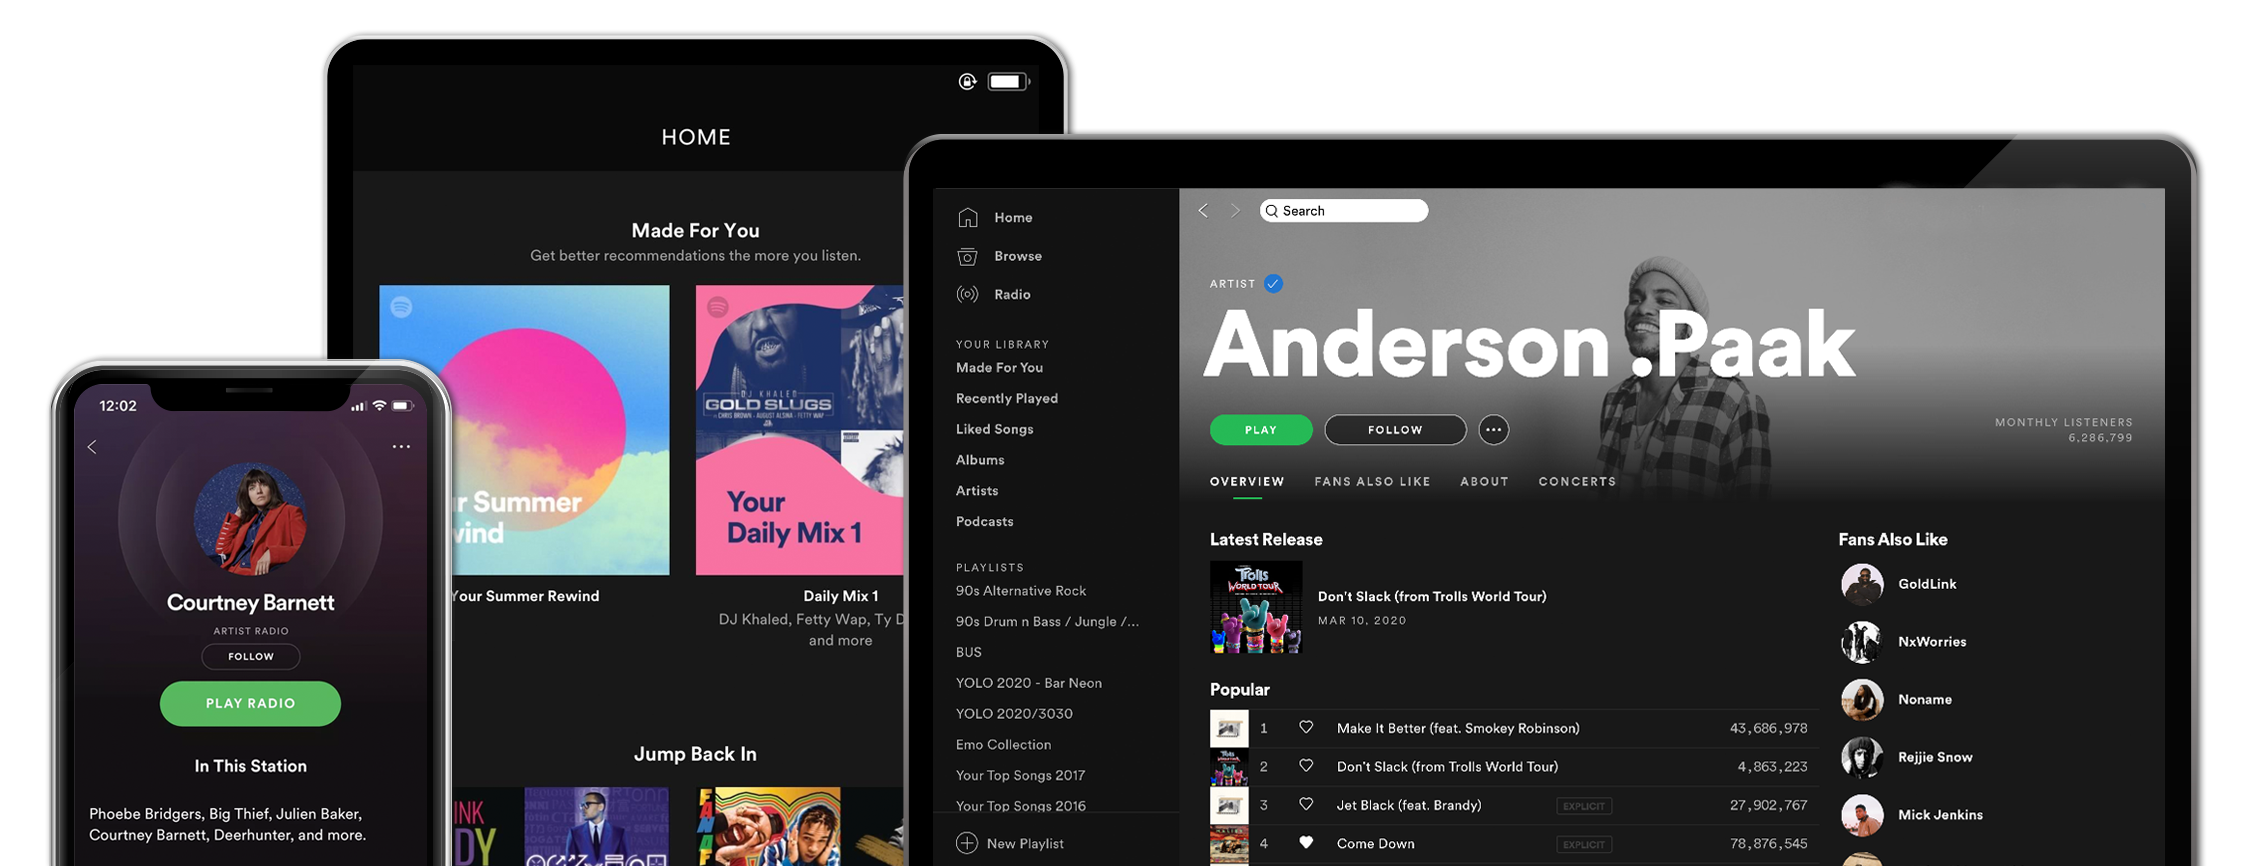 12:02
Courtney Barnett
ARTIST RADIO
FOLLOW
PLAY RADIO
In This Station
Phoebe Bridgers, Big Thief, Julien Baker,
Courtney Barnett, Deerhunter, and more.
HOME
Made For You
Get better recommendations the more you listen.
r Summer
vind
Your Summer Rewind
DJ KHALED
GOLD SLUGS
CHRIS BROWN · AUGUST ALSINA · FETTY WAP
Your
Daily Mix 1
Daily Mix 1
DJ Khaled, Fetty Wap, Ty D
and more
Jump Back In
Home
Browse
Radio
YOUR LIBRARY
Made For You
Recently Played
Liked Songs
Albums
Artists
Podcasts
PLAYLISTS
90s Alternative Rock
90s Drum n Bass / Jungle /...
BUS
YOLO 2020 - Bar Neon
YOLO 2020/3030
Emo Collection
Your Top Songs 2017
Your Top Songs 2016
New Playlist
Search
ARTIST
Anderson .Paak
PLAY
FOLLOW
MONTHLY LISTENERS
6,286,799
OVERVIEW
FANS ALSO LIKE
ABOUT
CONCERTS
Latest Release
Trolls
WORLD TOUR
Don't Slack (from Trolls World Tour)
MAR 10, 2020
Popular
1 Make It Better (feat. Smokey Robinson) 43,686,978
2 Don't Slack (from Trolls World Tour) 4,863,223
3 Jet Black (feat. Brandy) EXPLICIT 27,902,767
4 Come Down EXPLICIT 78,876,545
Fans Also Like
GoldLink
NxWorries
Noname
Rejjie Snow
Mick Jenkins